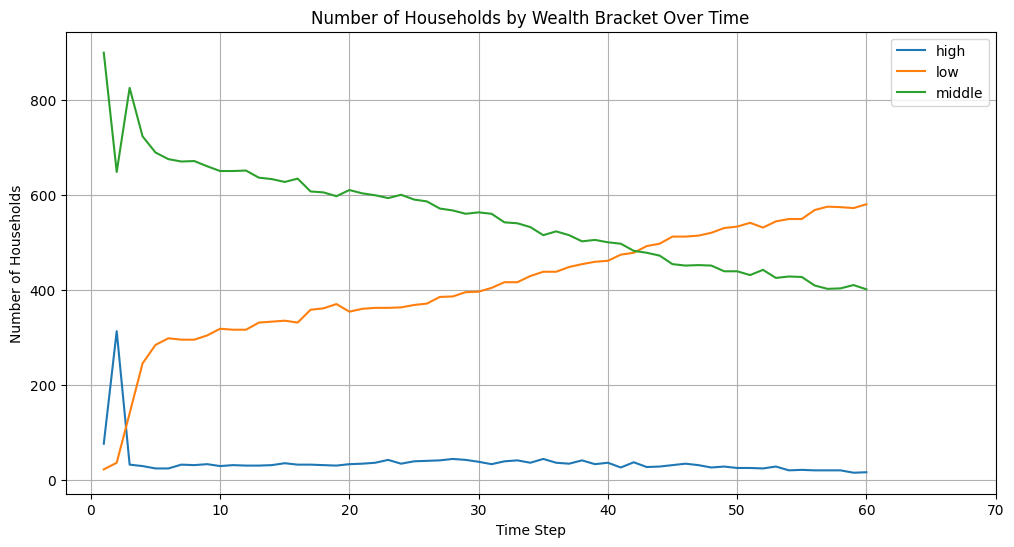 Number of Households by Wealth Bracket Over Time
high
low
middle
800
600
400
200
0
Number of Households
0 10 20 30 40 50 60 70
Time Step